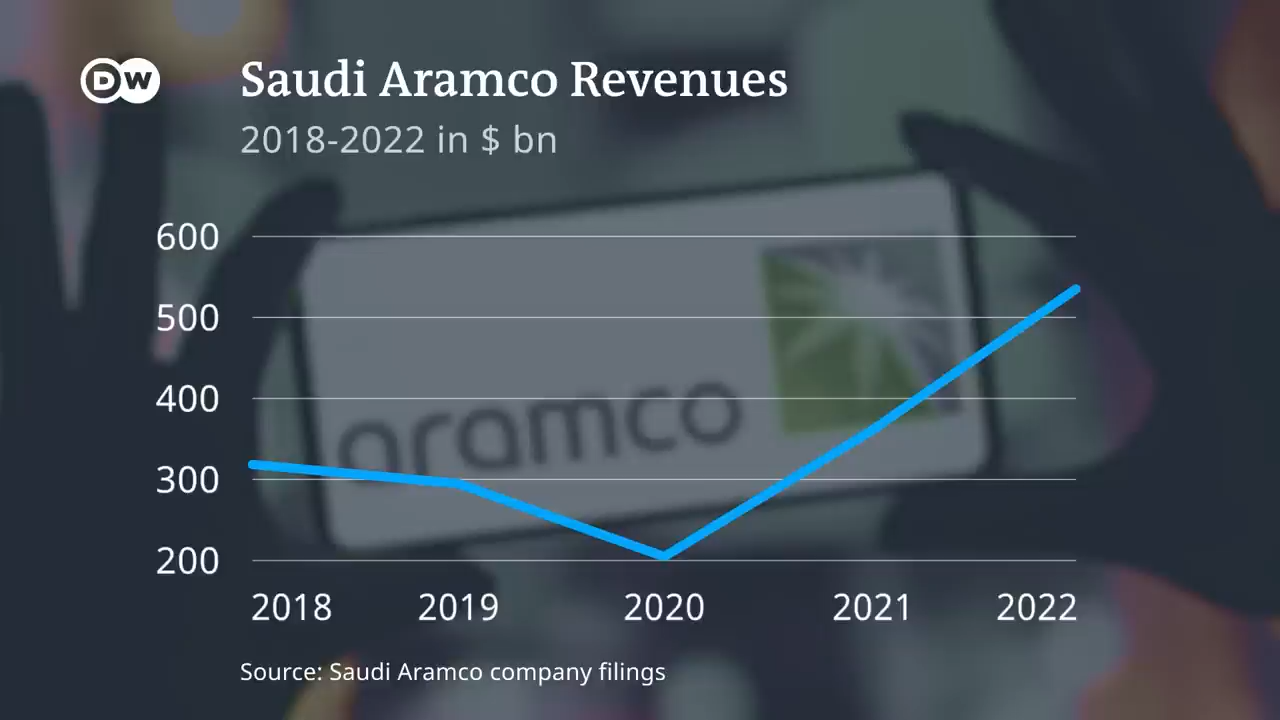 DW
Saudi Aramco Revenues
2018-2022 in $ bn
600
500
400
300
200
aramco
2018 2019 2020 2021 2022
Source: Saudi Aramco company filings